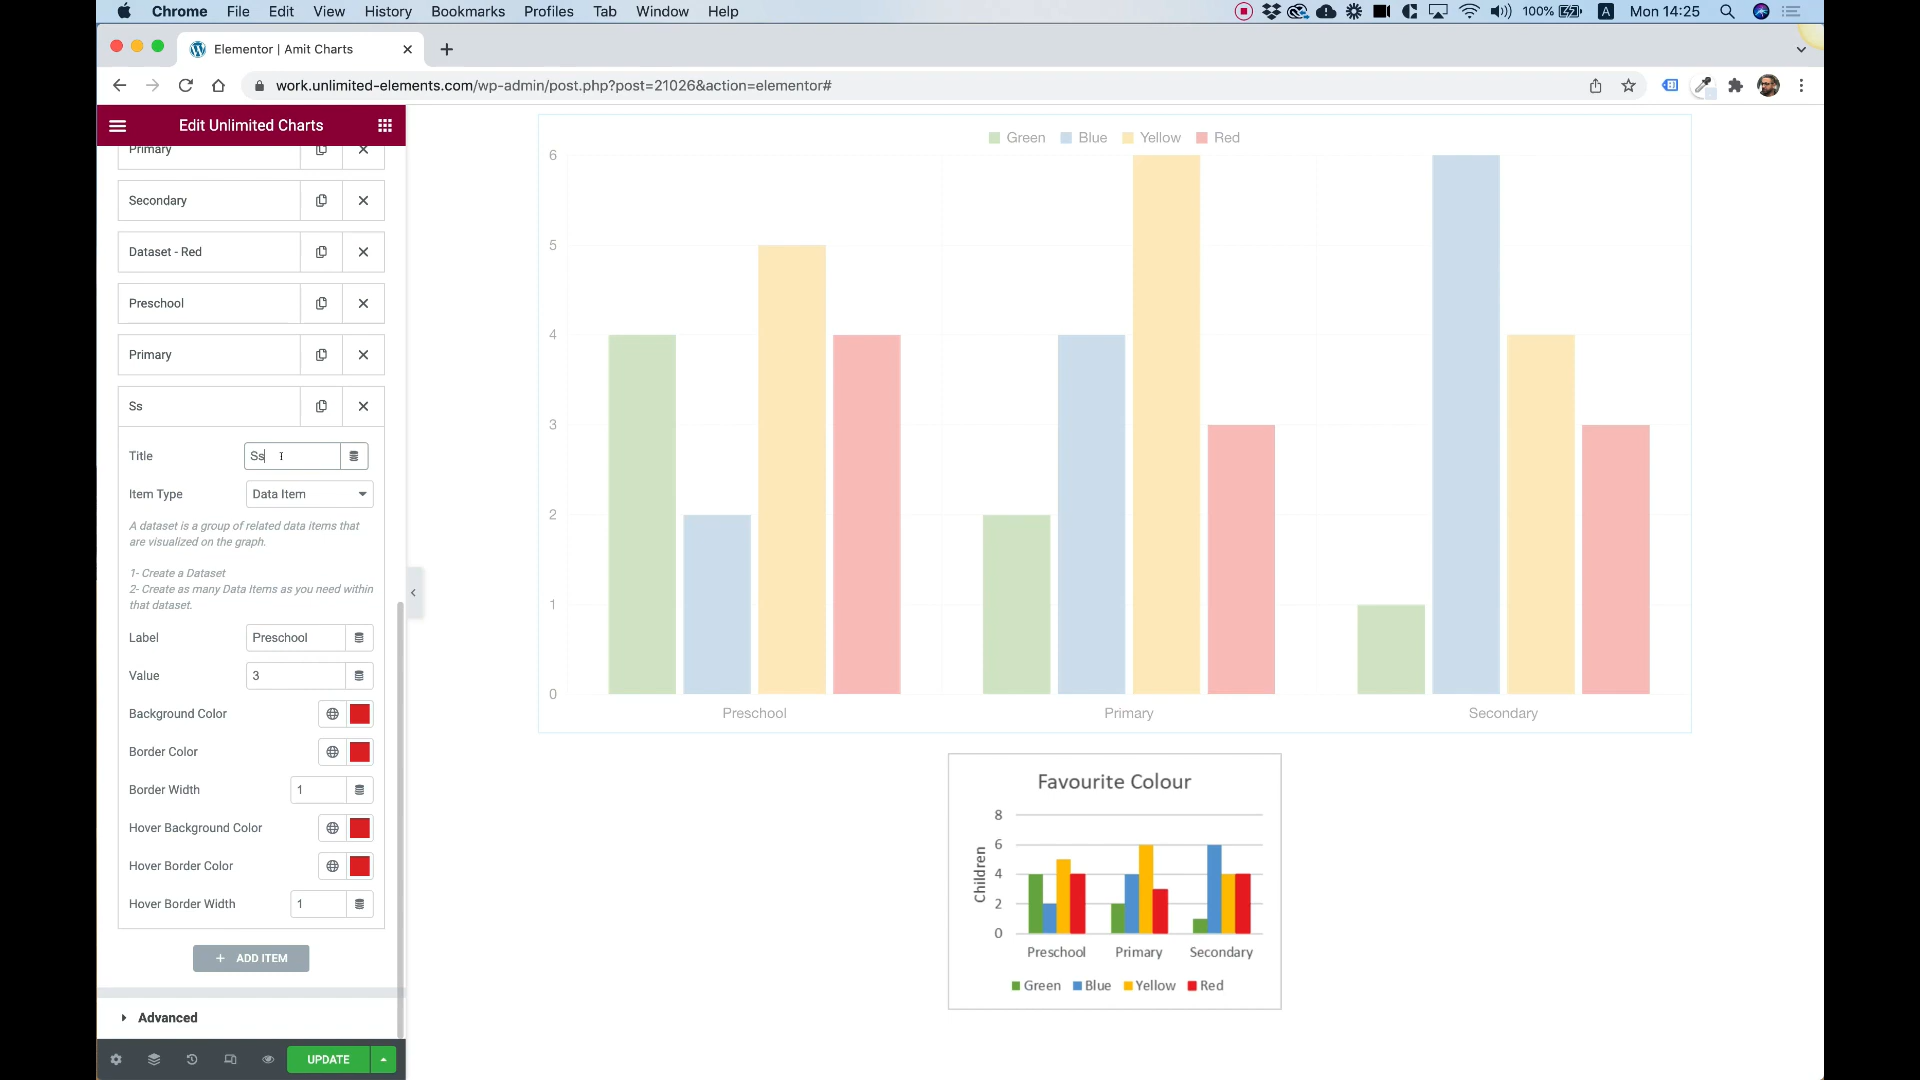 Chrome File Edit View History Bookmarks Profiles Tab Window Help 100% A Mon 14:25
Elementor | Amit Charts
work.unlimited-elements.com/wp-admin/post.php?post=21026&action=elementor#
Edit Unlimited Charts
Primary
Secondary
Dataset - Red
Preschool
Primary
Ss
Title Ss
Item Type Data Item
A dataset is a group of related data items that
are visualized on the graph.
1- Create a Dataset
2- Create as many Data Items as you need within
that dataset.
Label Preschool
Value 3
Background Color
Border Color
Border Width 1
Hover Background Color
Hover Border Color
Hover Border Width 1
+ ADD ITEM
Advanced
UPDATE
Green Blue Yellow Red
6
5
4
3
2
1
0
Preschool Primary Secondary
Favourite Colour
Children
8
6
4
2
0
Preschool Primary Secondary
Green Blue Yellow Red